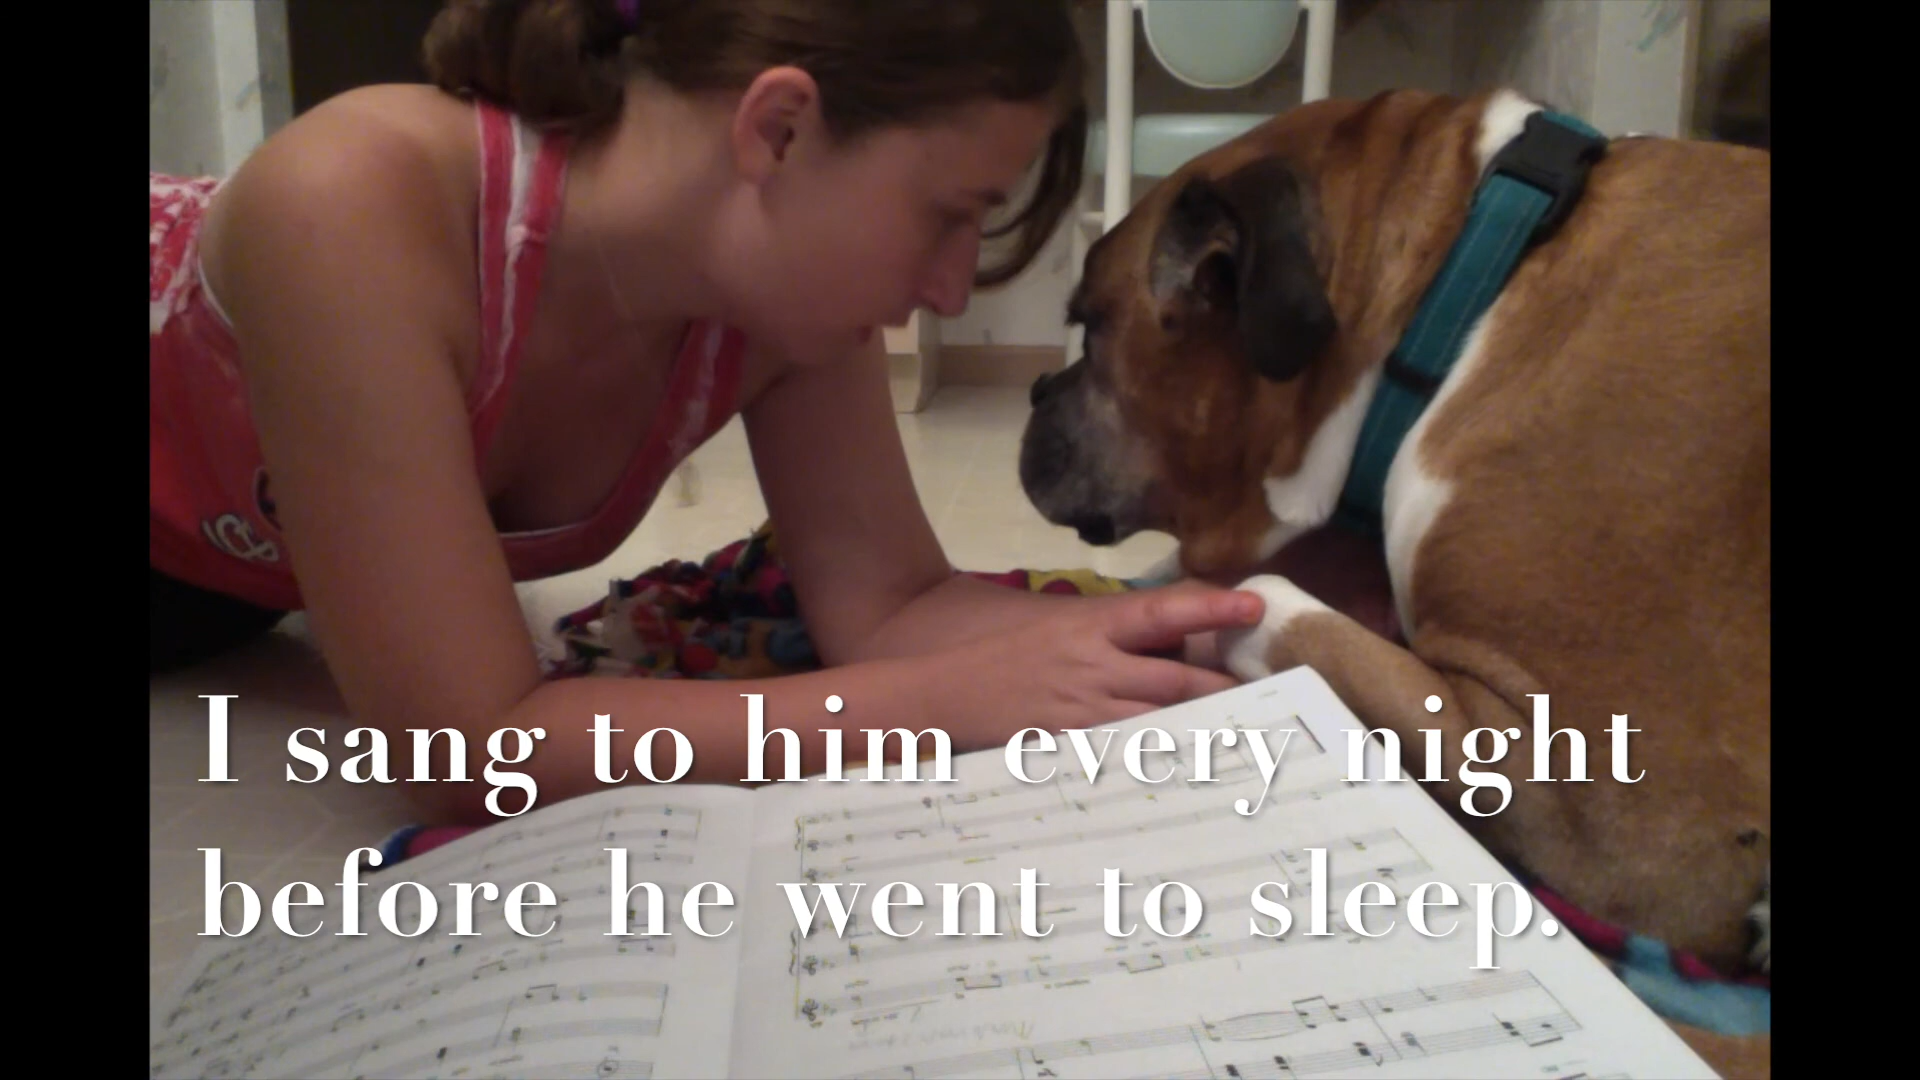 I sang to him every night
before he went to sleep.